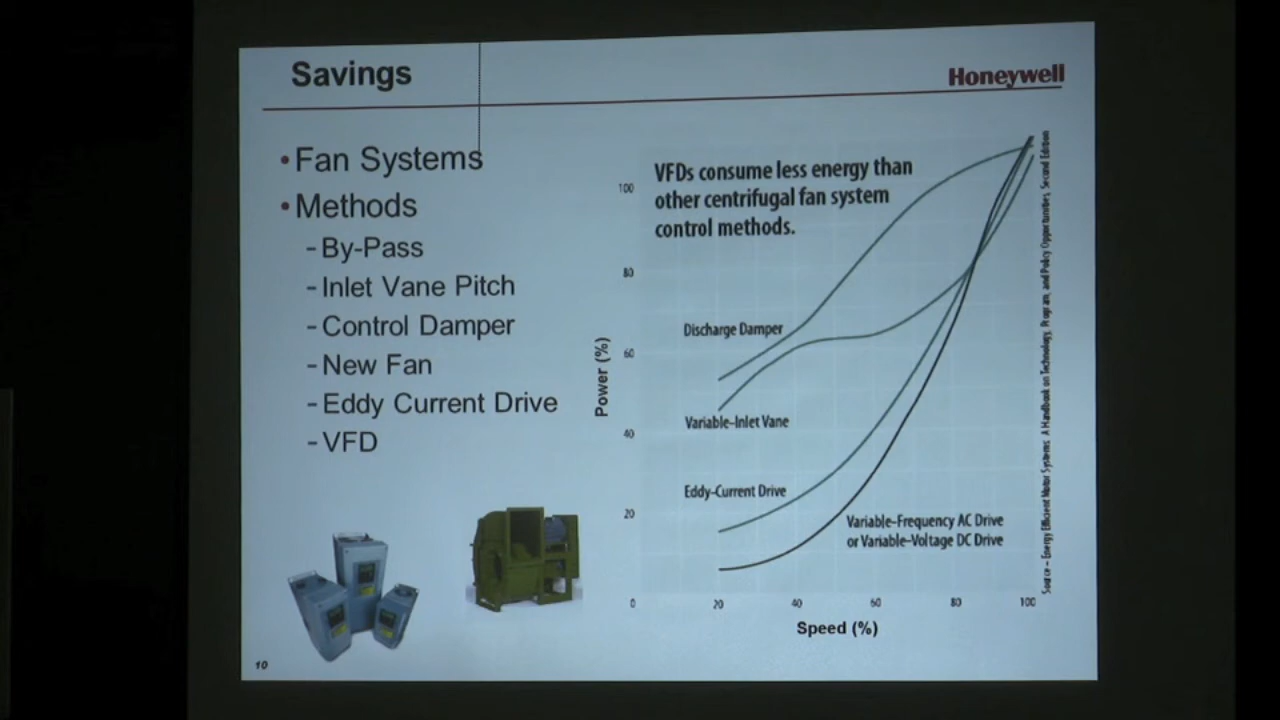 Savings
Honeywell
•Fan Systems
•Methods
-By-Pass
-Inlet Vane Pitch
-Control Damper
-New Fan
-Eddy Current Drive
-VFD
VFDs consume less energy than
other centrifugal fan system
control methods.
100
80
60
40
20
0
Power (%)
Discharge Damper
Variable-Inlet Vane
Eddy-Current Drive
Variable-Frequency AC Drive
or Variable-Voltage DC Drive
20 40 60 80 100
Speed (%)
Source – Energy Efficient Motor Systems: A Handbook on Technology, Program, and Policy Opportunities, Second Edition
10